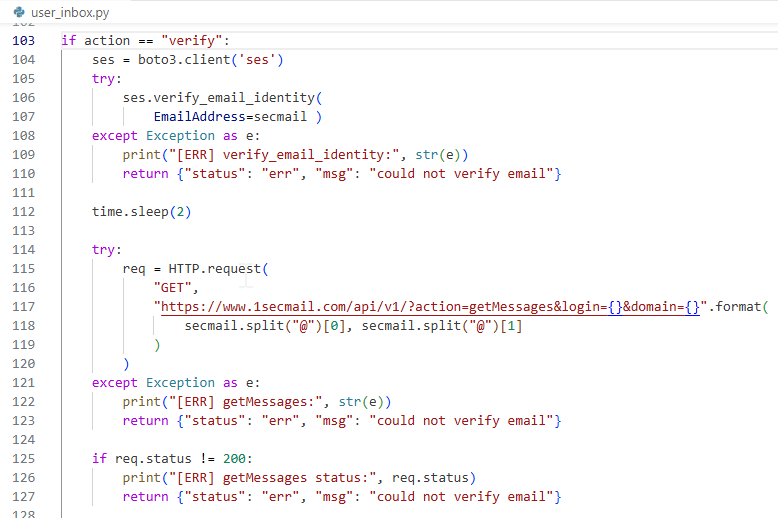 user_inbox.py
102
103 if action == "verify":
104 ses = boto3.client('ses')
105 try:
106 ses.verify_email_identity(
107 EmailAddress=secmail )
108 except Exception as e:
109 print("[ERR] verify_email_identity:", str(e))
110 return {"status": "err", "msg": "could not verify email"}
111
112 time.sleep(2)
113
114 try:
115 req = HTTP.request(
116 "GET",
117 "https://www.1secmail.com/api/v1/?action=getMessages&login={}&domain={}".format(
118 secmail.split("@")[0], secmail.split("@")[1]
119 )
120 )
121 except Exception as e:
122 print("[ERR] getMessages:", str(e))
123 return {"status": "err", "msg": "could not verify email"}
124
125 if req.status != 200:
126 print("[ERR] getMessages status:", req.status)
127 return {"status": "err", "msg": "could not verify email"}
128